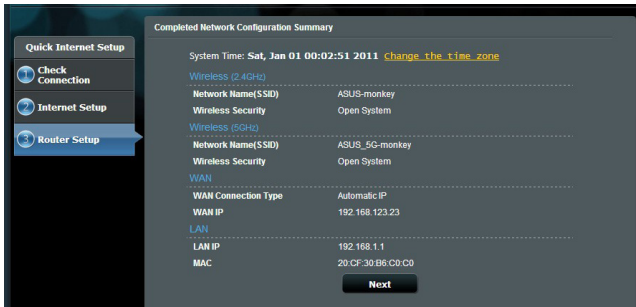 Completed Network Configuration Summary
Quick Internet Setup
1 Check Connection
2 Internet Setup
3 Router Setup
System Time: Sat, Jan 01 00:02:51 2011 Change the time zone
Wireless (2.4GHz)
Network Name(SSID) ASUS-monkey
Wireless Security Open System
Wireless (5GHz)
Network Name(SSID) ASUS_5G-monkey
Wireless Security Open System
WAN
WAN Connection Type Automatic IP
WAN IP 192.168.123.23
LAN
LAN IP 192.168.1.1
MAC 20:CF:30:B6:C0:C0
Next